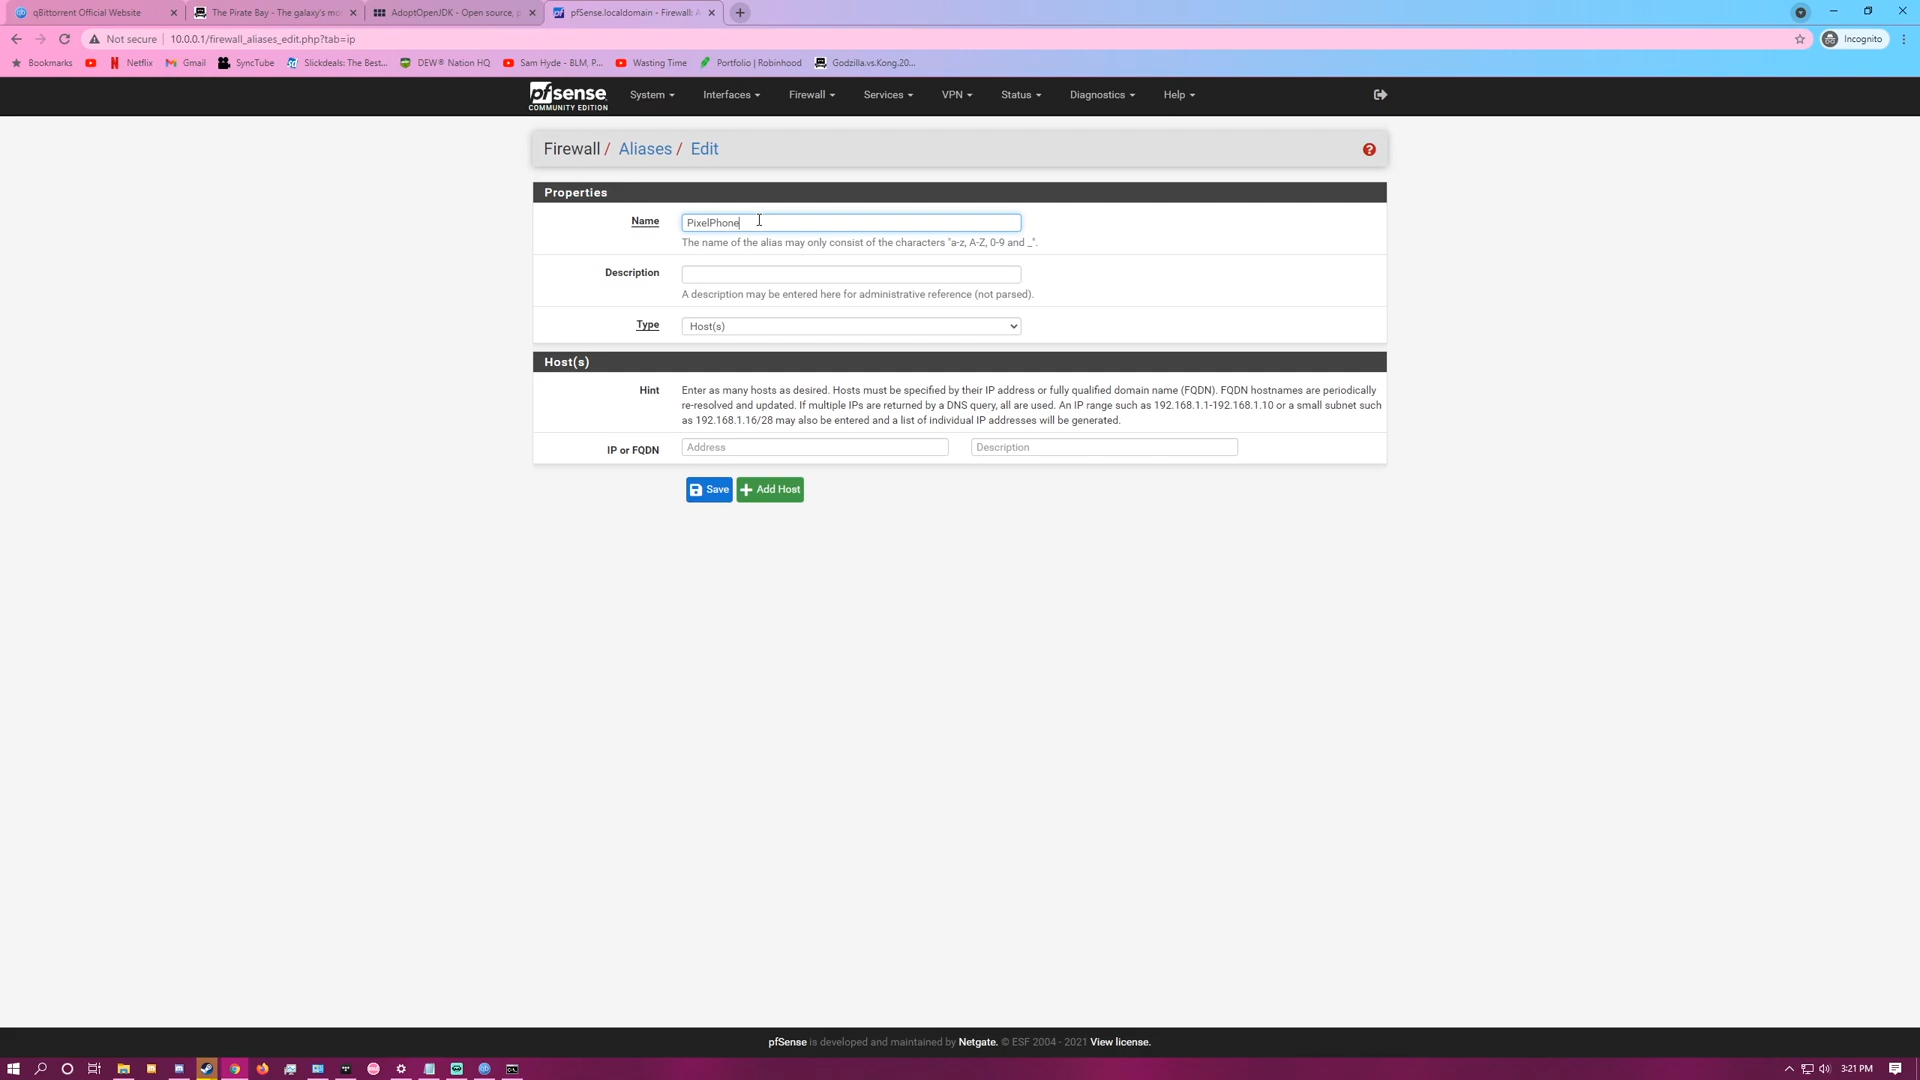 qBittorrent Official Website
The Pirate Bay - The galaxy's mo
AdoptOpenJDK - Open source, p
pfSense.localdomain - Firewall: A
Not secure
10.0.0.1/firewall_aliases_edit.php?tab=ip
Incognito
Bookmarks
Netflix
Gmail
SyncTube
Slickdeals: The Best...
DEW® Nation HQ
Sam Hyde - BLM, P...
Wasting Time
Portfolio | Robinhood
Godzilla.vs.Kong.20...
pfsense
COMMUNITY EDITION
System
Interfaces
Firewall
Services
VPN
Status
Diagnostics
Help
Firewall / Aliases / Edit
Properties
Name
PixelPhone
The name of the alias may only consist of the characters "a-z, A-Z, 0-9 and _".
Description
A description may be entered here for administrative reference (not parsed).
Type
Host(s)
Host(s)
Hint
Enter as many hosts as desired. Hosts must be specified by their IP address or fully qualified domain name (FQDN). FQDN hostnames are periodically
re-resolved and updated. If multiple IPs are returned by a DNS query, all are used. An IP range such as 192.168.1.1-192.168.1.10 or a small subnet such
as 192.168.1.16/28 may also be entered and a list of individual IP addresses will be generated.
IP or FQDN
Address
Description
Save
Add Host
pfSense is developed and maintained by Netgate. © ESF 2004 - 2021 View license.
3:21 PM